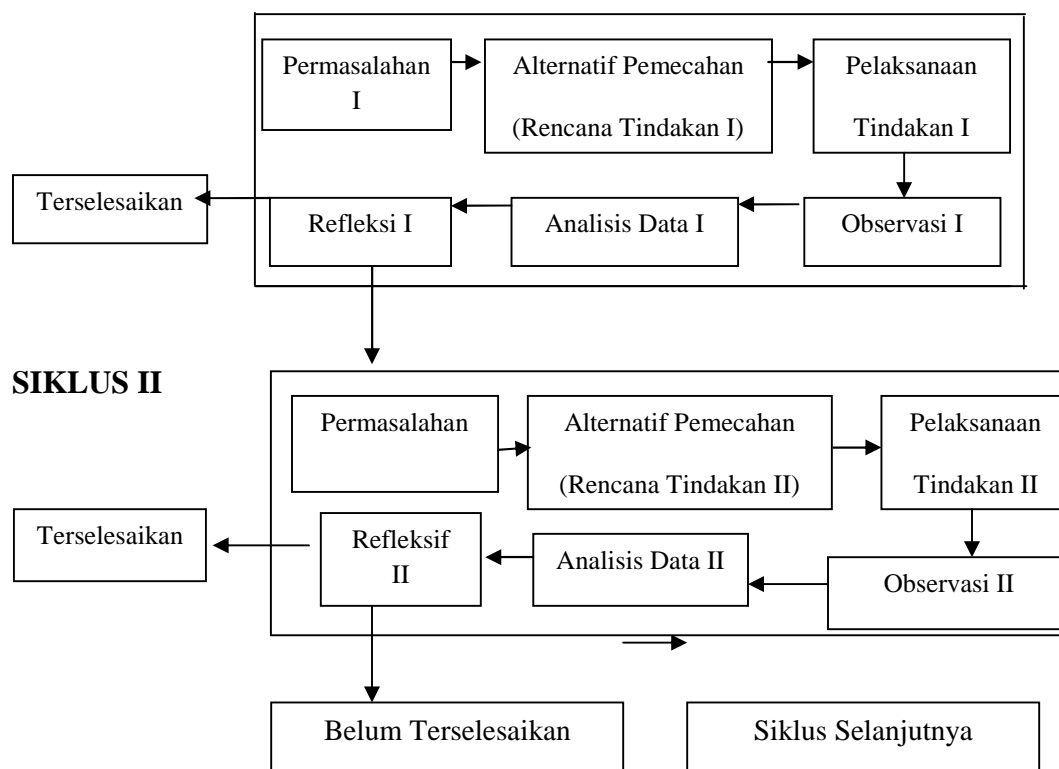 Permasalahan
I
Alternatif Pemecahan
(Rencana Tindakan I)
Pelaksanaan
Tindakan I
Terselesaikan
Refleksi I
Analisis Data I
Observasi I
SIKLUS II
Permasalahan
Alternatif Pemecahan
(Rencana Tindakan II)
Pelaksanaan
Tindakan II
Terselesaikan
Refleksif
II
Analisis Data II
Observasi II
Belum Terselesaikan
Siklus Selanjutnya